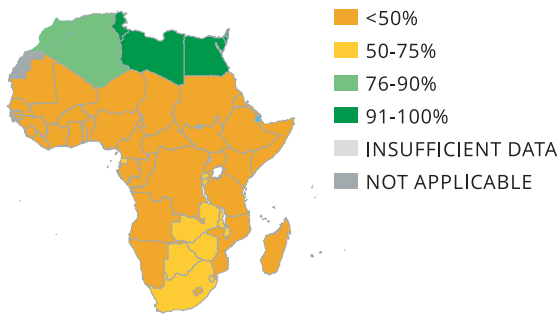 <50%
50-75%
76-90%
91-100%
INSUFFICIENT DATA
NOT APPLICABLE